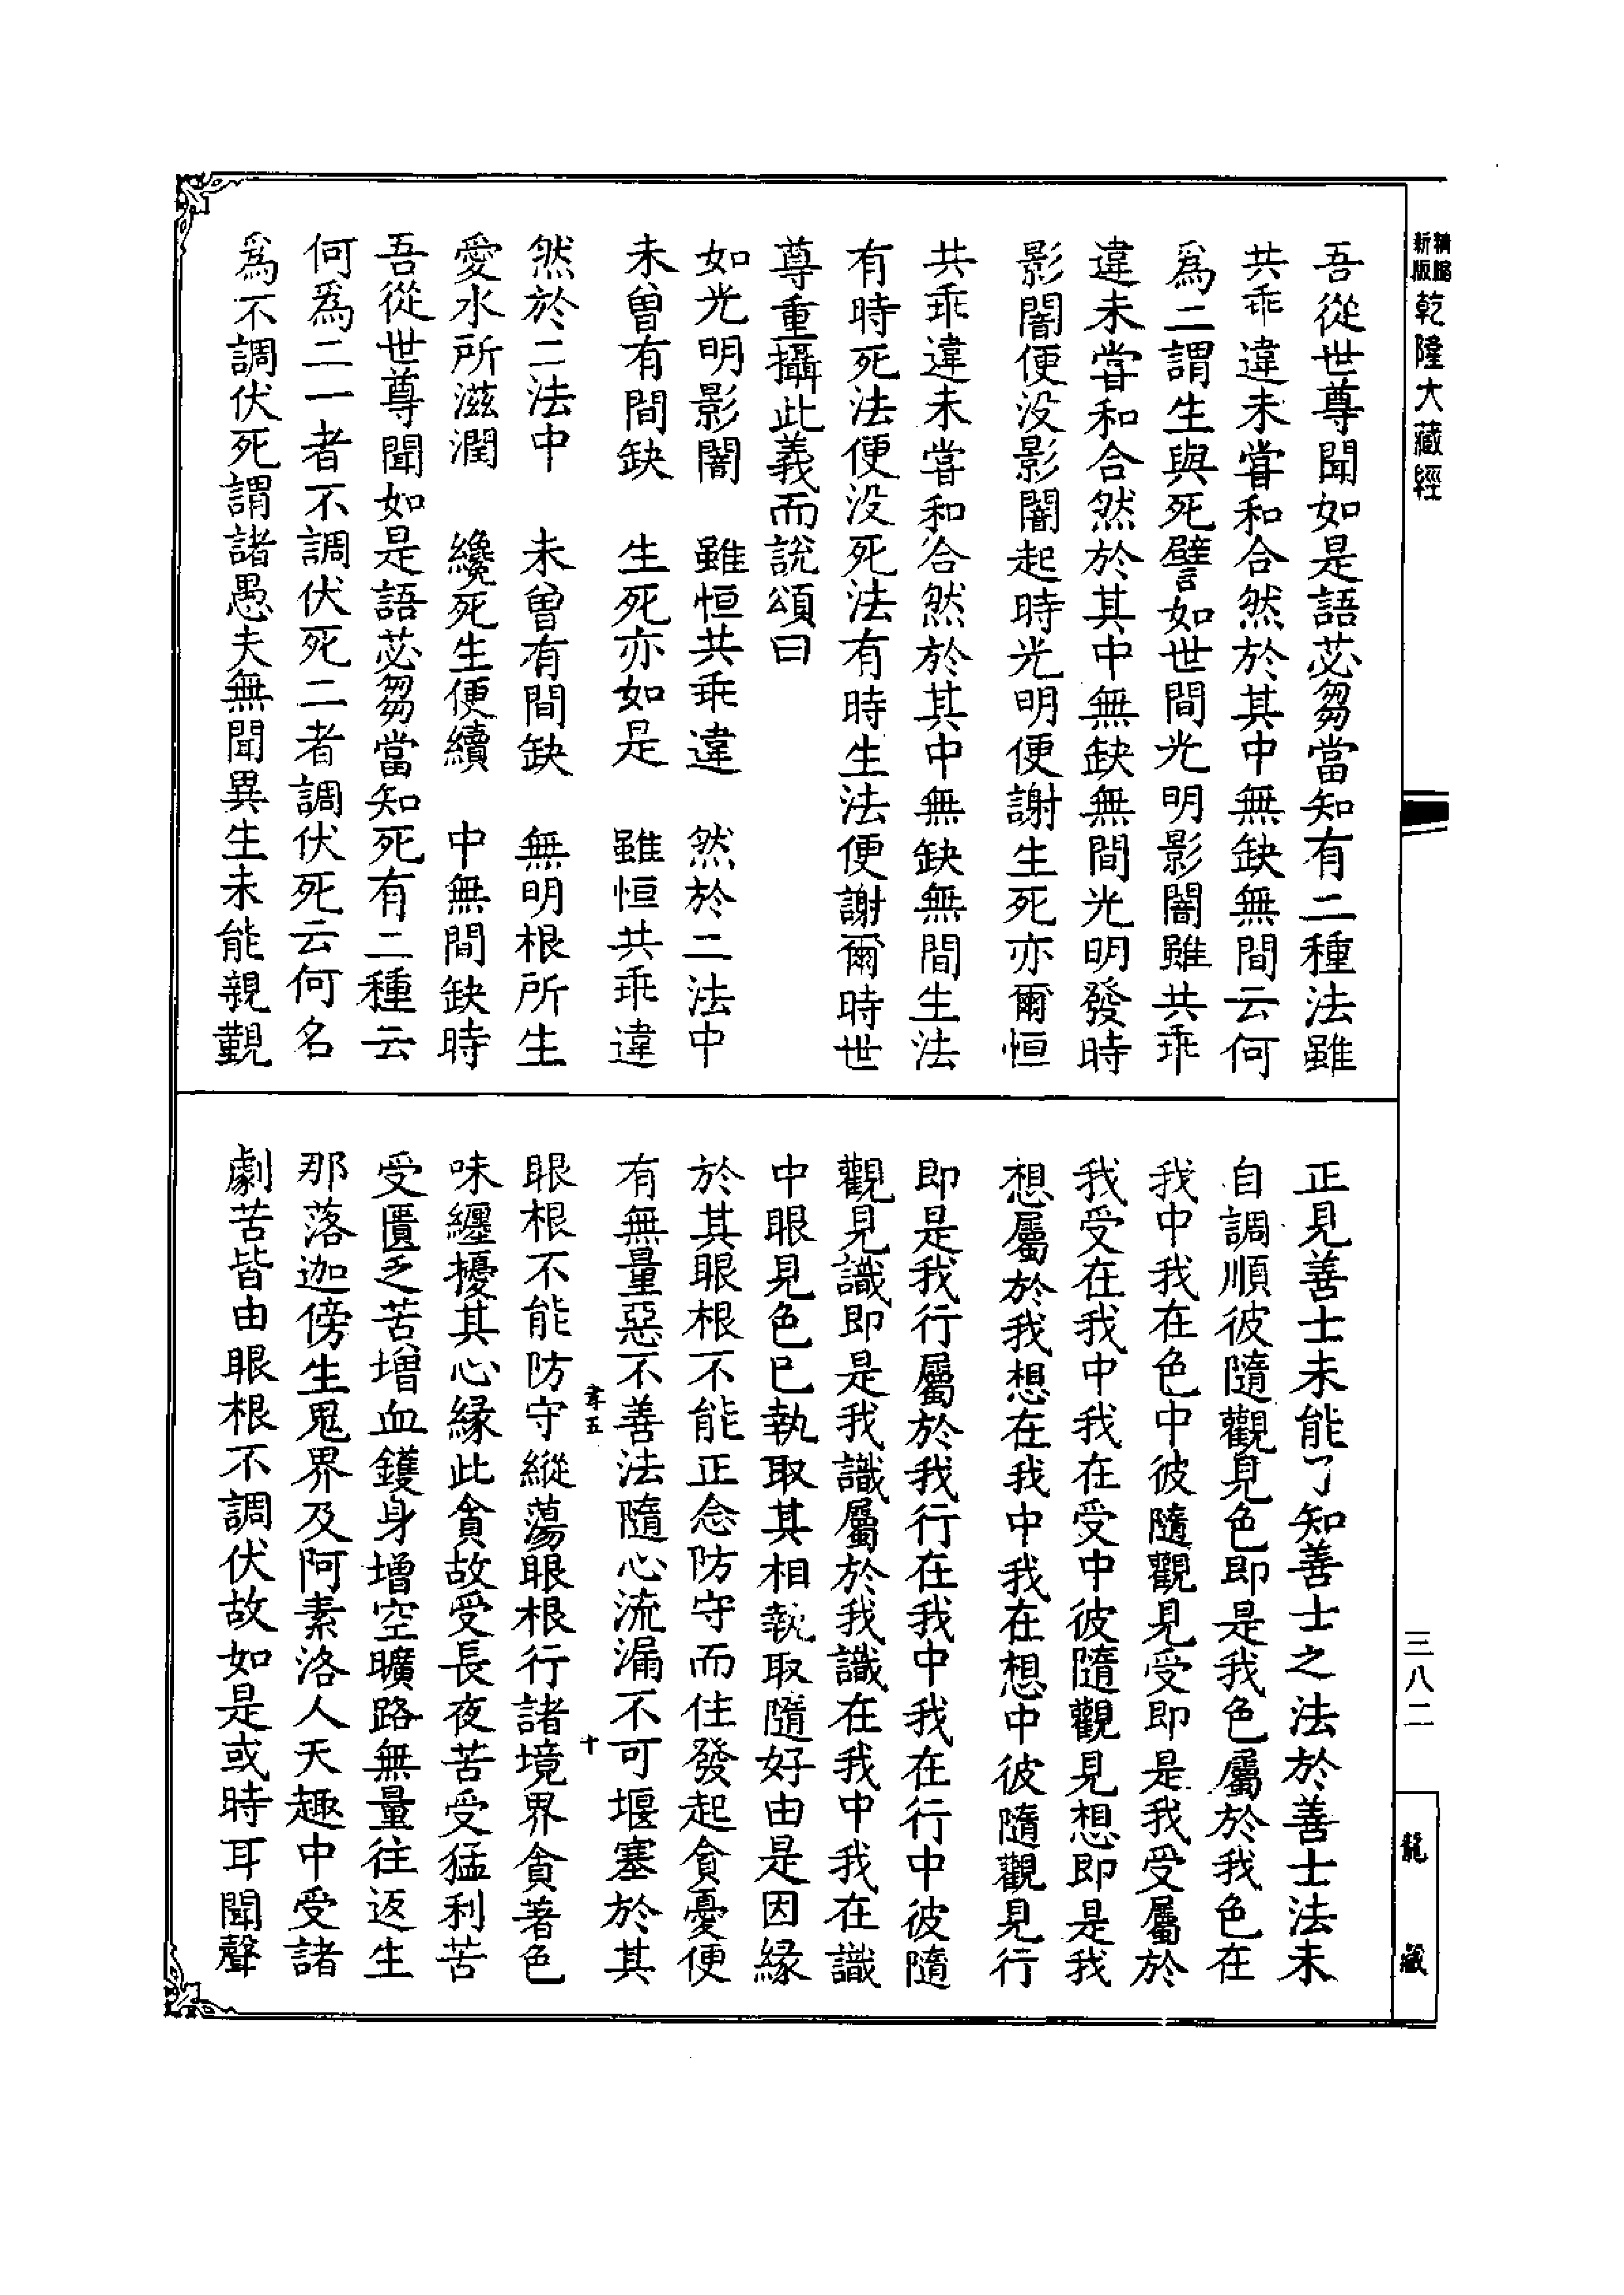 精縮新版乾隆大藏經
吾從世尊聞如是語苾芻當知有二種法雖
共乖違未嘗和合然於其中無缺無間云何
爲二謂生與死譬如世間光明影闇雖共乖
違未嘗和合然於其中無缺無間光明發時
影闇便沒影闇起時光明便謝生死亦爾恒
共乖違未嘗和合然於其中無缺無間生法
有時死法便沒死法有時生法便謝爾時世
尊重攝此義而說頌曰
如光明影闇　雖恒共乖違　然於二法中
未曾有間缺　生死亦如是　雖恒共乖違
然於二法中　未曾有間缺　無明根所生
愛水所滋潤　纔死生便續　中無間缺時
吾從世尊聞如是語苾芻當知死有二種云
何爲二一者不調伏死二者調伏死云何名
爲不調伏死謂諸愚夫無聞異生未能親覲
正見善士未能了知善士之法於善士法未
自調順彼隨觀見色即是我色屬於我色在
我中我在色中彼隨觀見受即是我受屬於
我受在我中我在受中彼隨觀見想即是我
想屬於我想在我中我在想中彼隨觀見行
即是我行屬於我行在我中我在行中彼隨
觀見識即是我識屬於我識在我中我在識
中眼見色已執取其相執取隨好由是因緣
於其眼根不能正念防守而住發起貪憂便
有無量惡不善法隨心流漏不可堰塞於其
韋五　十
眼根不能防守縱蕩眼根行諸境界貪著色
味纏擾其心緣此貪故受長夜苦受猛利苦
受匱乏苦增血鑊身增空曠路無量往返生
那落迦傍生鬼界及阿素洛人天趣中受諸
劇苦皆由眼根不調伏故如是或時耳聞聲
三八二
龍藏